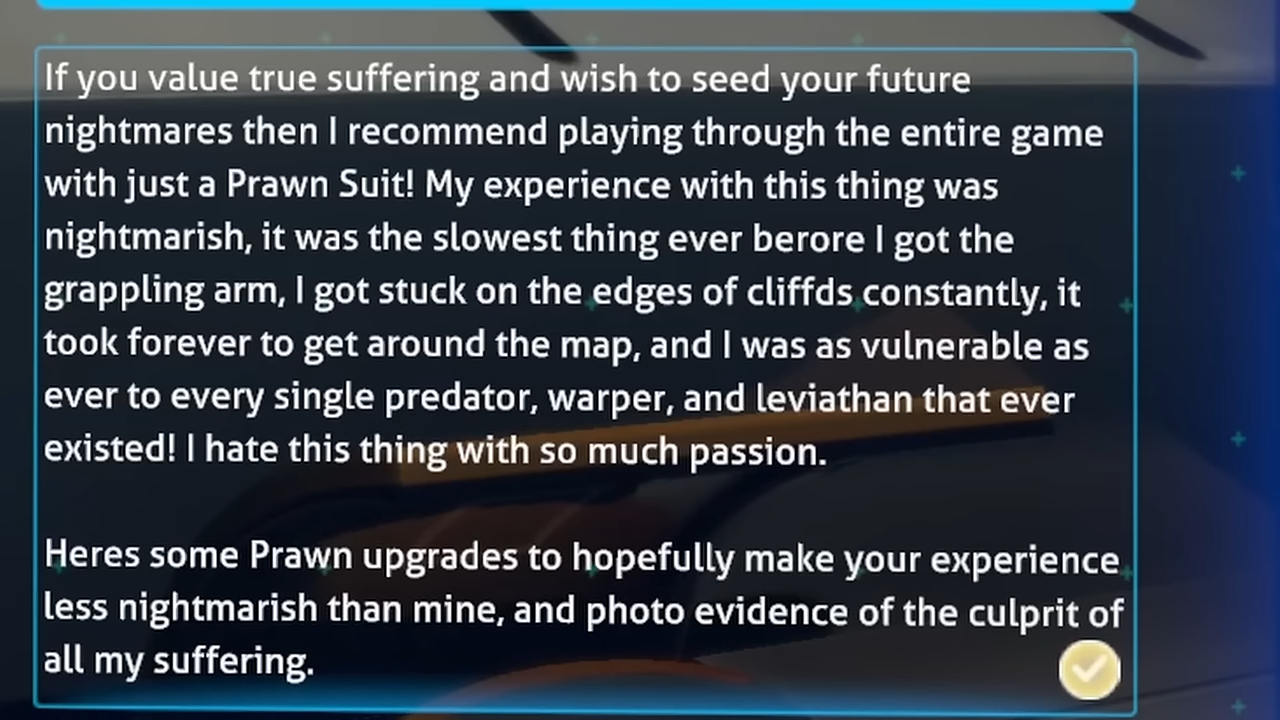 If you value true suffering and wish to seed your future
nightmares then I recommend playing through the entire game
with just a Prawn Suit! My experience with this thing was
nightmarish, it was the slowest thing ever berore I got the
grappling arm, I got stuck on the edges of cliffds constantly, it
took forever to get around the map, and I was as vulnerable as
ever to every single predator, warper, and leviathan that ever
existed! I hate this thing with so much passion.
Heres some Prawn upgrades to hopefully make your experience
less nightmarish than mine, and photo evidence of the culprit of
all my suffering.